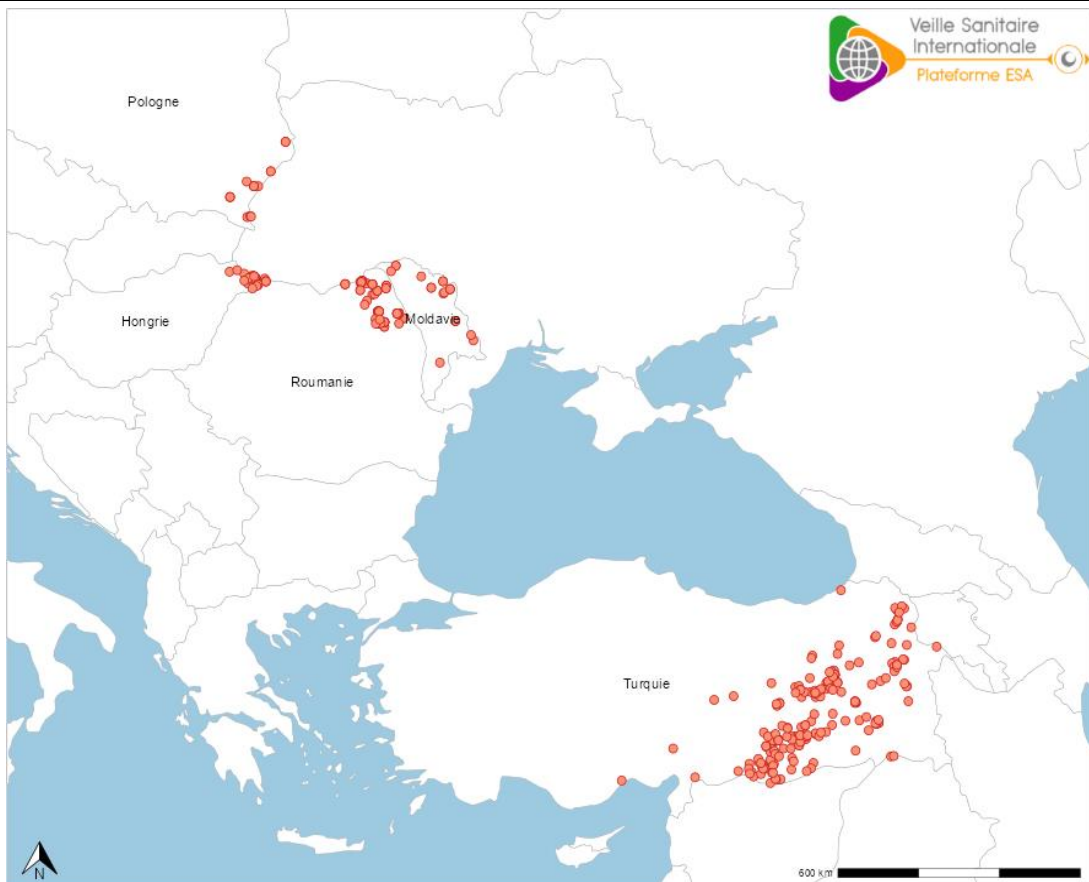 Veille Sanitaire
Internationale
Plateforme ESA
Pologne
Hongrie
Moldavie
Roumanie
Turquie
N
600 km